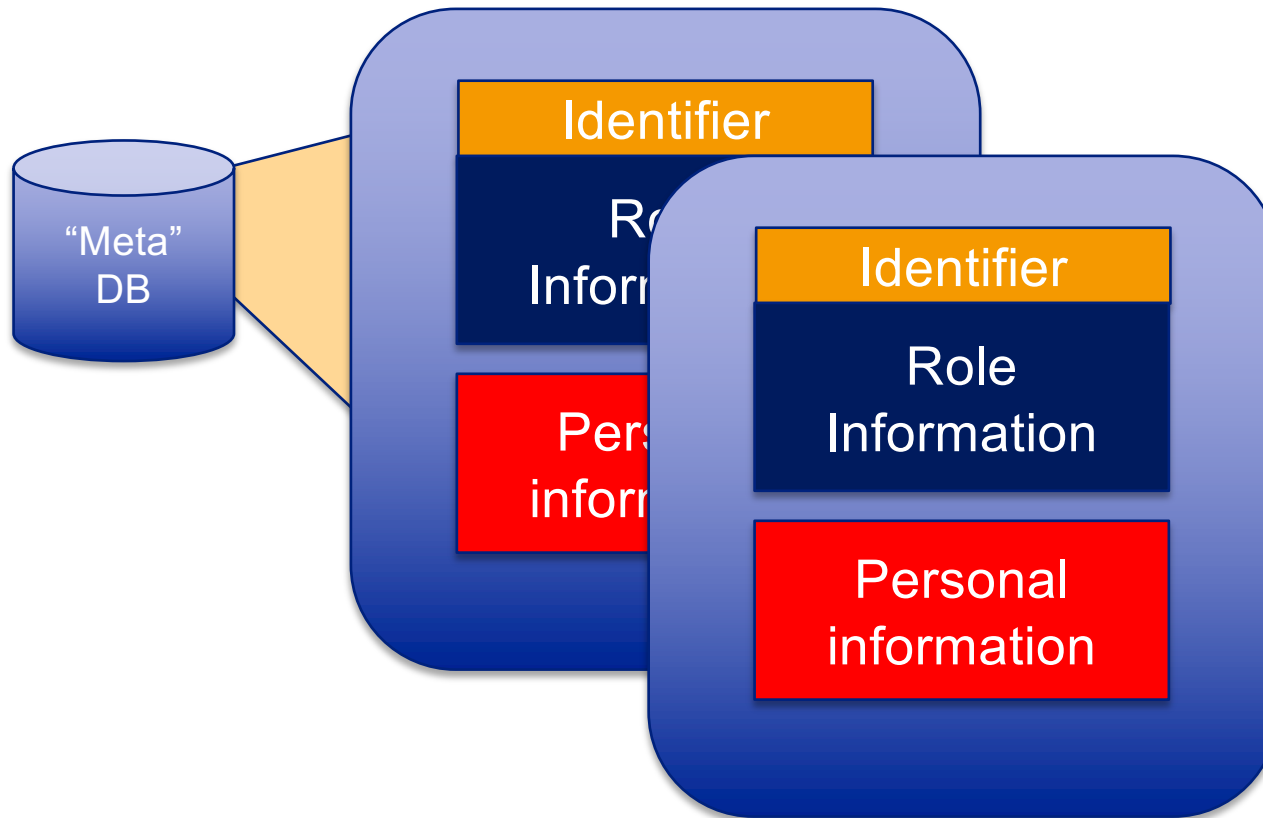 “Meta”
DB
Identifier
Identifier
Role
Information
Personal
information